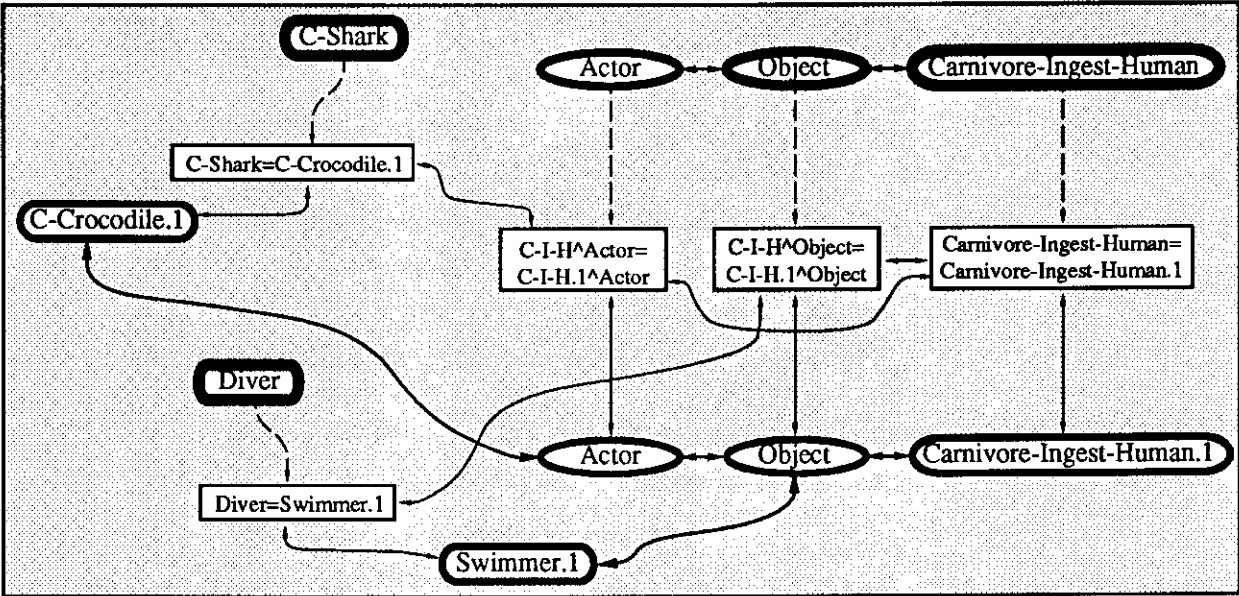 C-Shark
Actor
Object
Carnivore-Ingest-Human
C-Shark=C-Crocodile.1
C-Crocodile.1
C-I-H^Actor=
C-I-H.1^Actor
C-I-H^Object=
C-I-H.1^Object
Carnivore-Ingest-Human=
Carnivore-Ingest-Human.1
Diver
Actor
Object
Carnivore-Ingest-Human.1
Diver=Swimmer.1
Swimmer.1